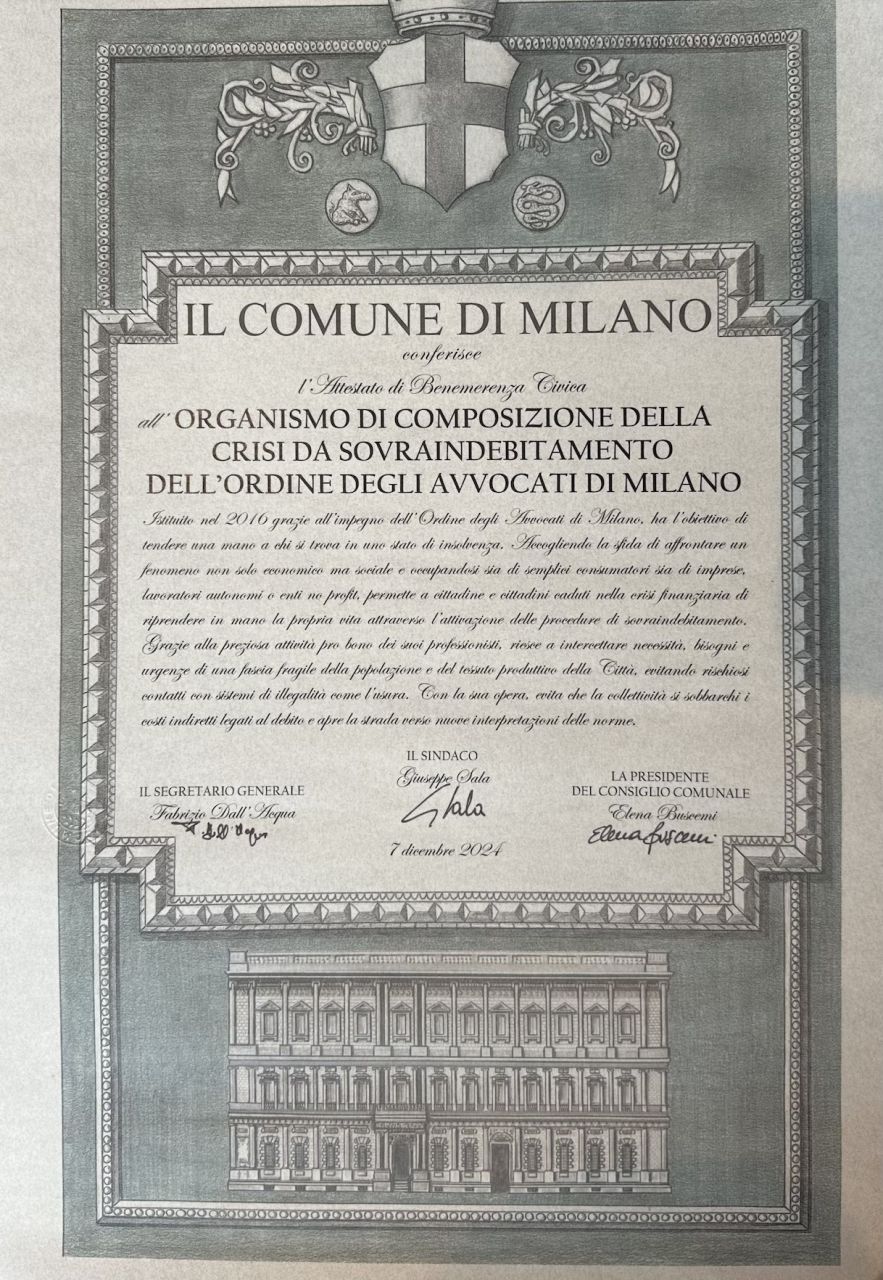 IL COMUNE DI MILANO
conferisce
l'Attestato di Benemerenza Civica
all' ORGANISMO DI COMPOSIZIONE DELLA
CRISI DA SOVRAINDEBITAMENTO
DELL'ORDINE DEGLI AVVOCATI DI MILANO
Istituito nel 2016 grazie all'impegno dell'Ordine degli Avvocati di Milano, ha l'obiettivo di
tendere una mano a chi si trova in uno stato di insolvenza. Accogliendo la sfida di affrontare un
fenomeno non solo economico ma sociale e occupandosi sia di semplici consumatori sia di imprese,
lavoratori autonomi o enti no profit, permette a cittadine e cittadini caduti nella crisi finanziaria di
riprendere in mano la propria vita attraverso l'attivazione delle procedure di sovraindebitamento.
Grazie alla preziosa attività pro bono dei suoi professionisti, riesce a intercettare necessità, bisogni e
urgenze di una fascia fragile della popolazione e del tessuto produttivo della Città, evitando rischiosi
contatti con sistemi di illegalità come l'usura. Con la sua opera, evita che la collettività si sobbarchi i
costi indiretti legati al debito e apre la strada verso nuove interpretazioni delle norme.
IL SEGRETARIO GENERALE
Fabrizio Dall'Acqua
IL SINDACO
Giuseppe Sala
GSala
7 dicembre 2024
LA PRESIDENTE
DEL CONSIGLIO COMUNALE
Elena Buscemi
Elena Buscemi